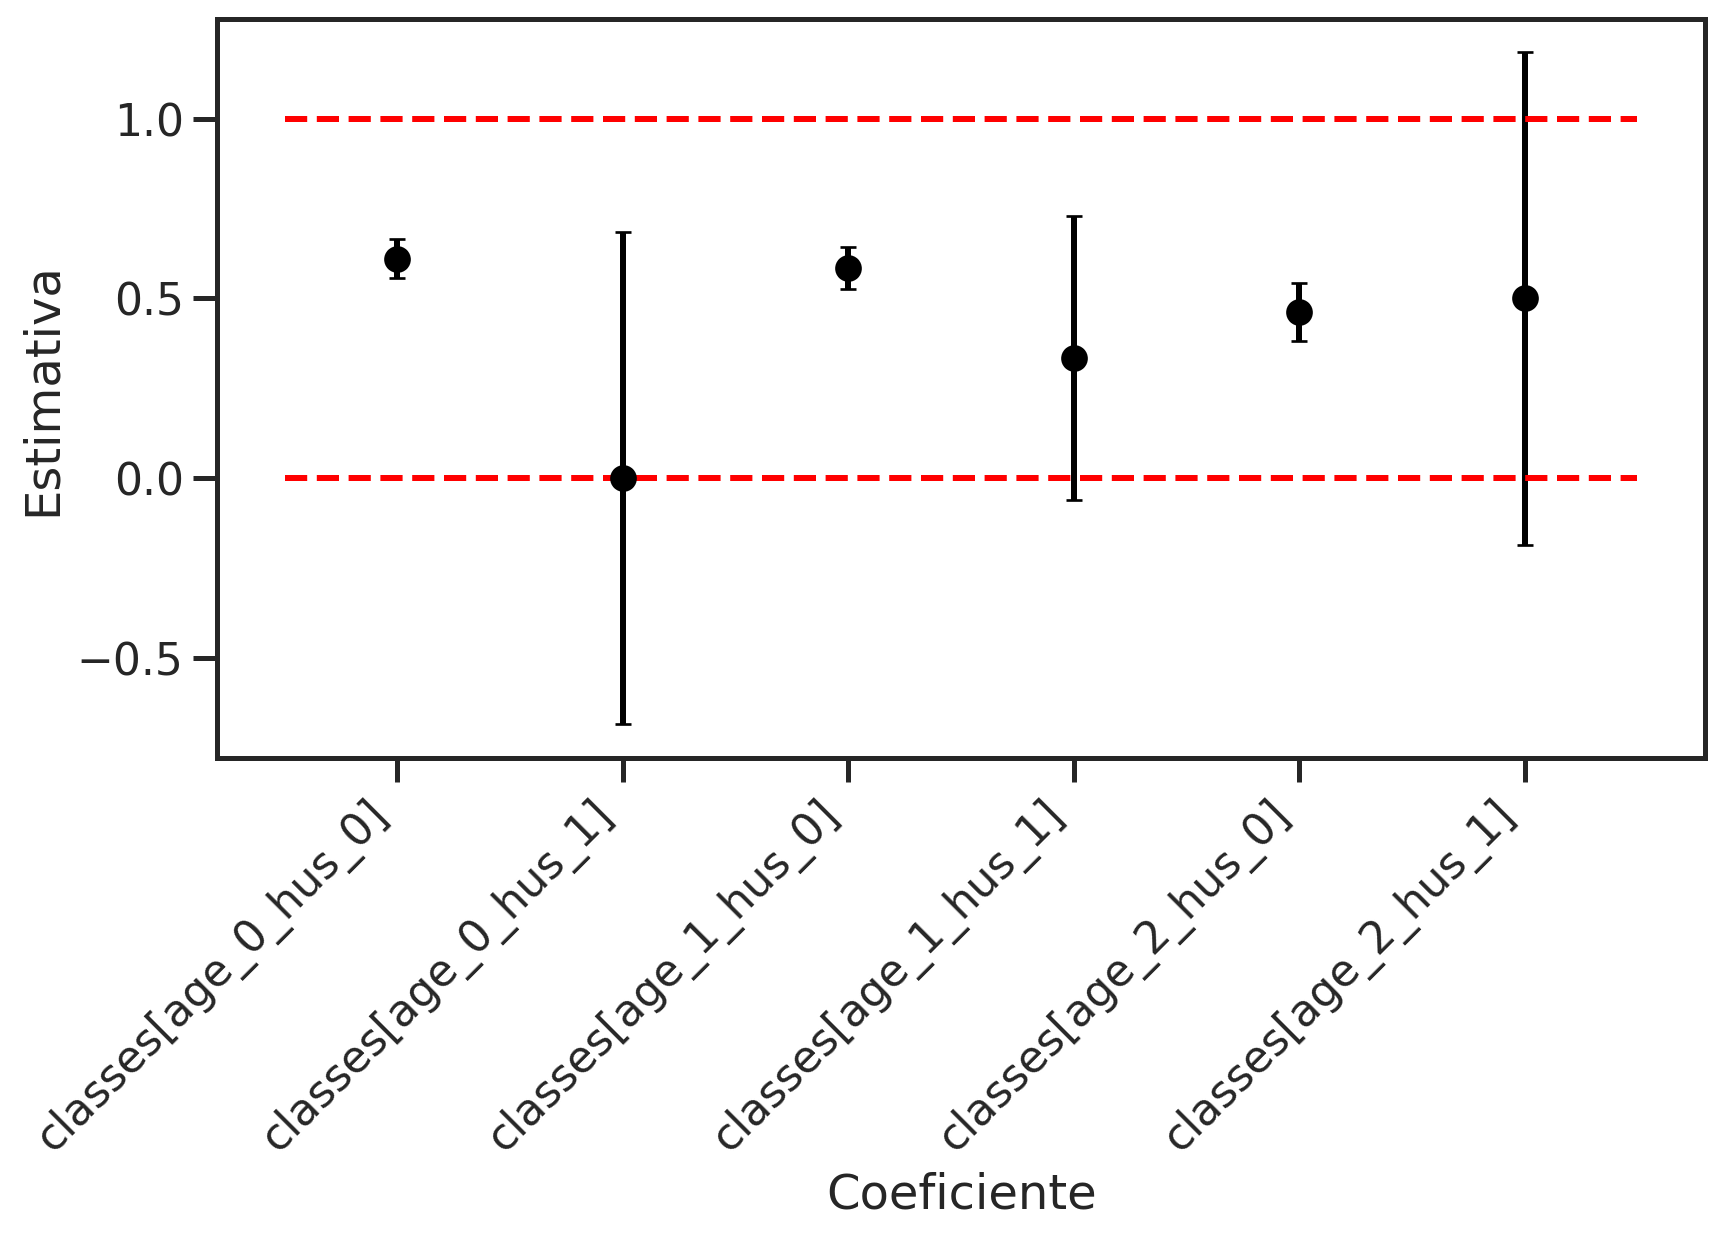 Estimativa
1.0
0.5
0.0
−0.5
classes[age_0_hus_0]
classes[age_0_hus_1]
classes[age_1_hus_0]
classes[age_1_hus_1]
classes[age_2_hus_0]
classes[age_2_hus_1]
Coeficiente